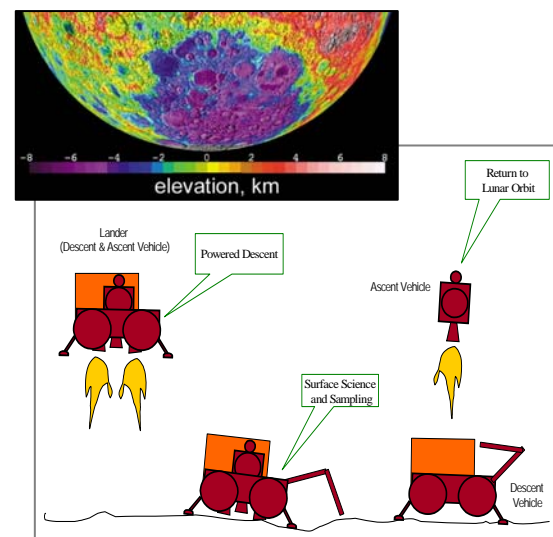 -8 -6 -4 -2 0 2 4 6 8
elevation, km
Return to
Lunar Orbit
Lander
(Descent & Ascent Vehicle)
Powered Descent
Ascent Vehicle
Surface Science
and Sampling
Descent
Vehicle